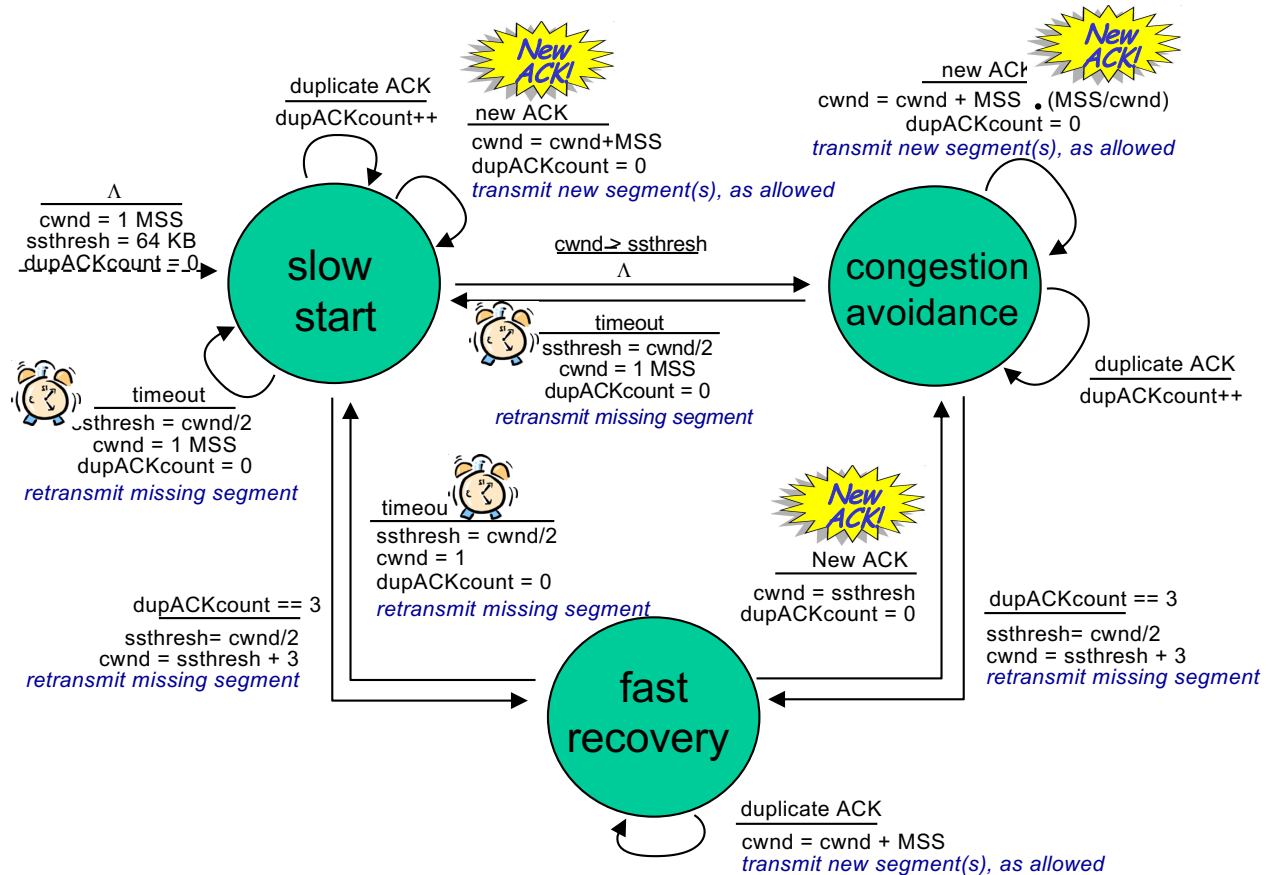 New
ACK!
duplicate ACK
dupACKcount++
new ACK
cwnd = cwnd+MSS
dupACKcount = 0
transmit new segment(s), as allowed
New
ACK!
new ACK
cwnd = cwnd + MSS • (MSS/cwnd)
dupACKcount = 0
transmit new segment(s), as allowed
Λ
cwnd = 1 MSS
ssthresh = 64 KB
dupACKcount = 0
slow
start
cwnd > ssthresh
Λ
congestion
avoidance
timeout
ssthresh = cwnd/2
cwnd = 1 MSS
dupACKcount = 0
retransmit missing segment
duplicate ACK
dupACKcount++
timeout
ssthresh = cwnd/2
cwnd = 1 MSS
dupACKcount = 0
retransmit missing segment
timeou
ssthresh = cwnd/2
cwnd = 1
dupACKcount = 0
retransmit missing segment
New
ACK!
New ACK
cwnd = ssthresh
dupACKcount = 0
dupACKcount == 3
ssthresh= cwnd/2
cwnd = ssthresh + 3
retransmit missing segment
dupACKcount == 3
ssthresh= cwnd/2
cwnd = ssthresh + 3
retransmit missing segment
fast
recovery
duplicate ACK
cwnd = cwnd + MSS
transmit new segment(s), as allowed